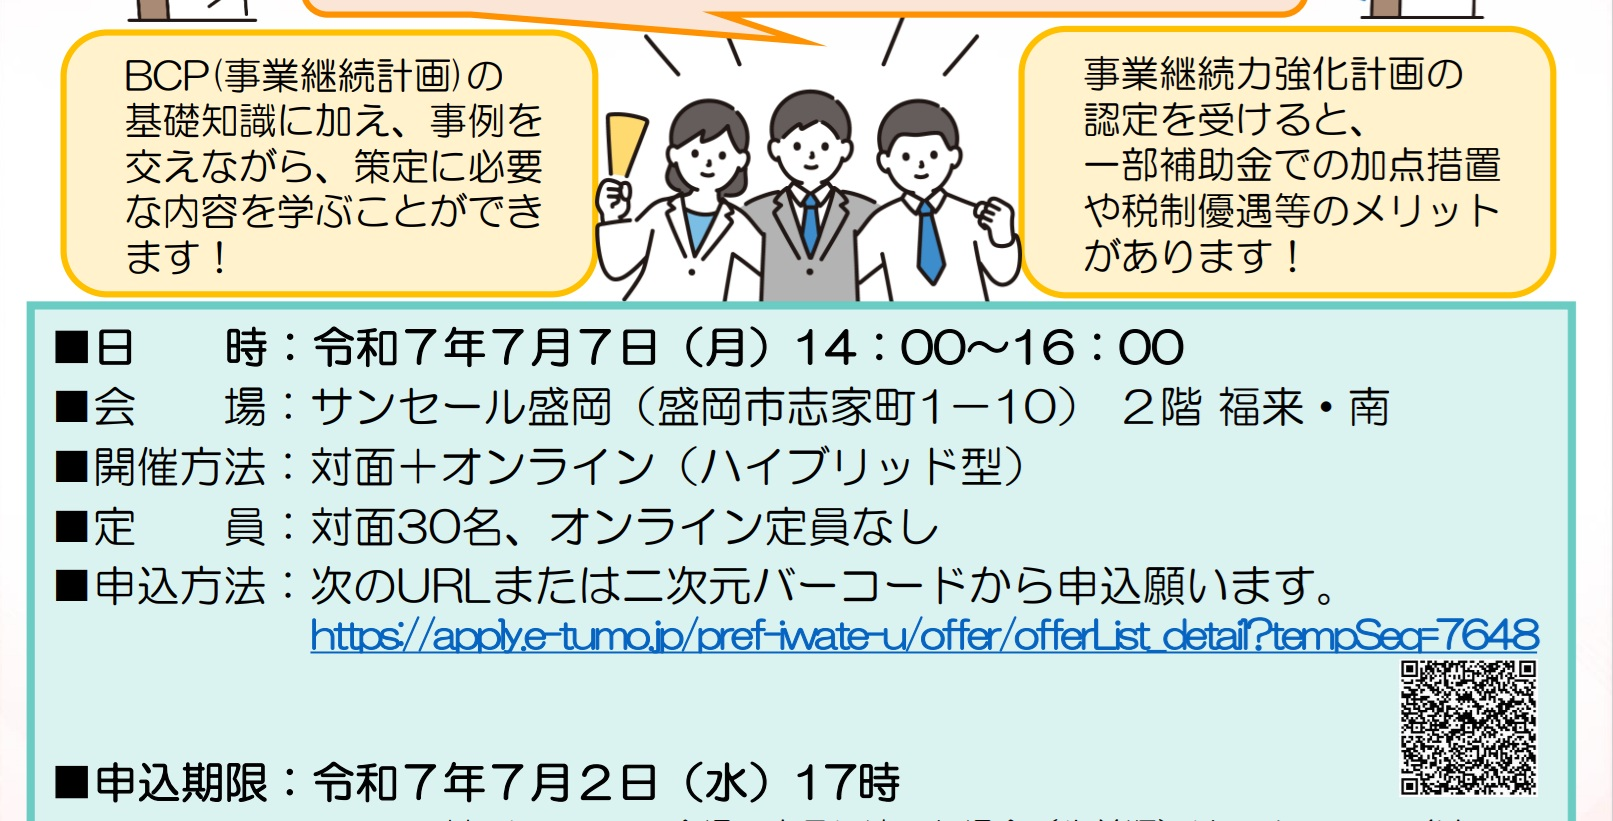 BCP(事業継続計画)の
基礎知識に加え、事例を
交えながら、策定に必要
な内容を学ぶことができ
ます！
事業継続力強化計画の
認定を受けると、
一部補助金での加点措置
や税制優遇等のメリット
があります！
■日　　時：令和７年７月７日（月）14：00～16：00
■会　　場：サンセール盛岡（盛岡市志家町1－10）　２階 福来・南
■開催方法：対面＋オンライン（ハイブリッド型）
■定　　員：対面30名、オンライン定員なし
■申込方法：次のURLまたは二次元バーコードから申込願います。
https://apply.e-tumo.jp/pref-iwate-u/offer/offerList_detail?tempSeq=7648
■申込期限：令和７年７月２日（水）17時